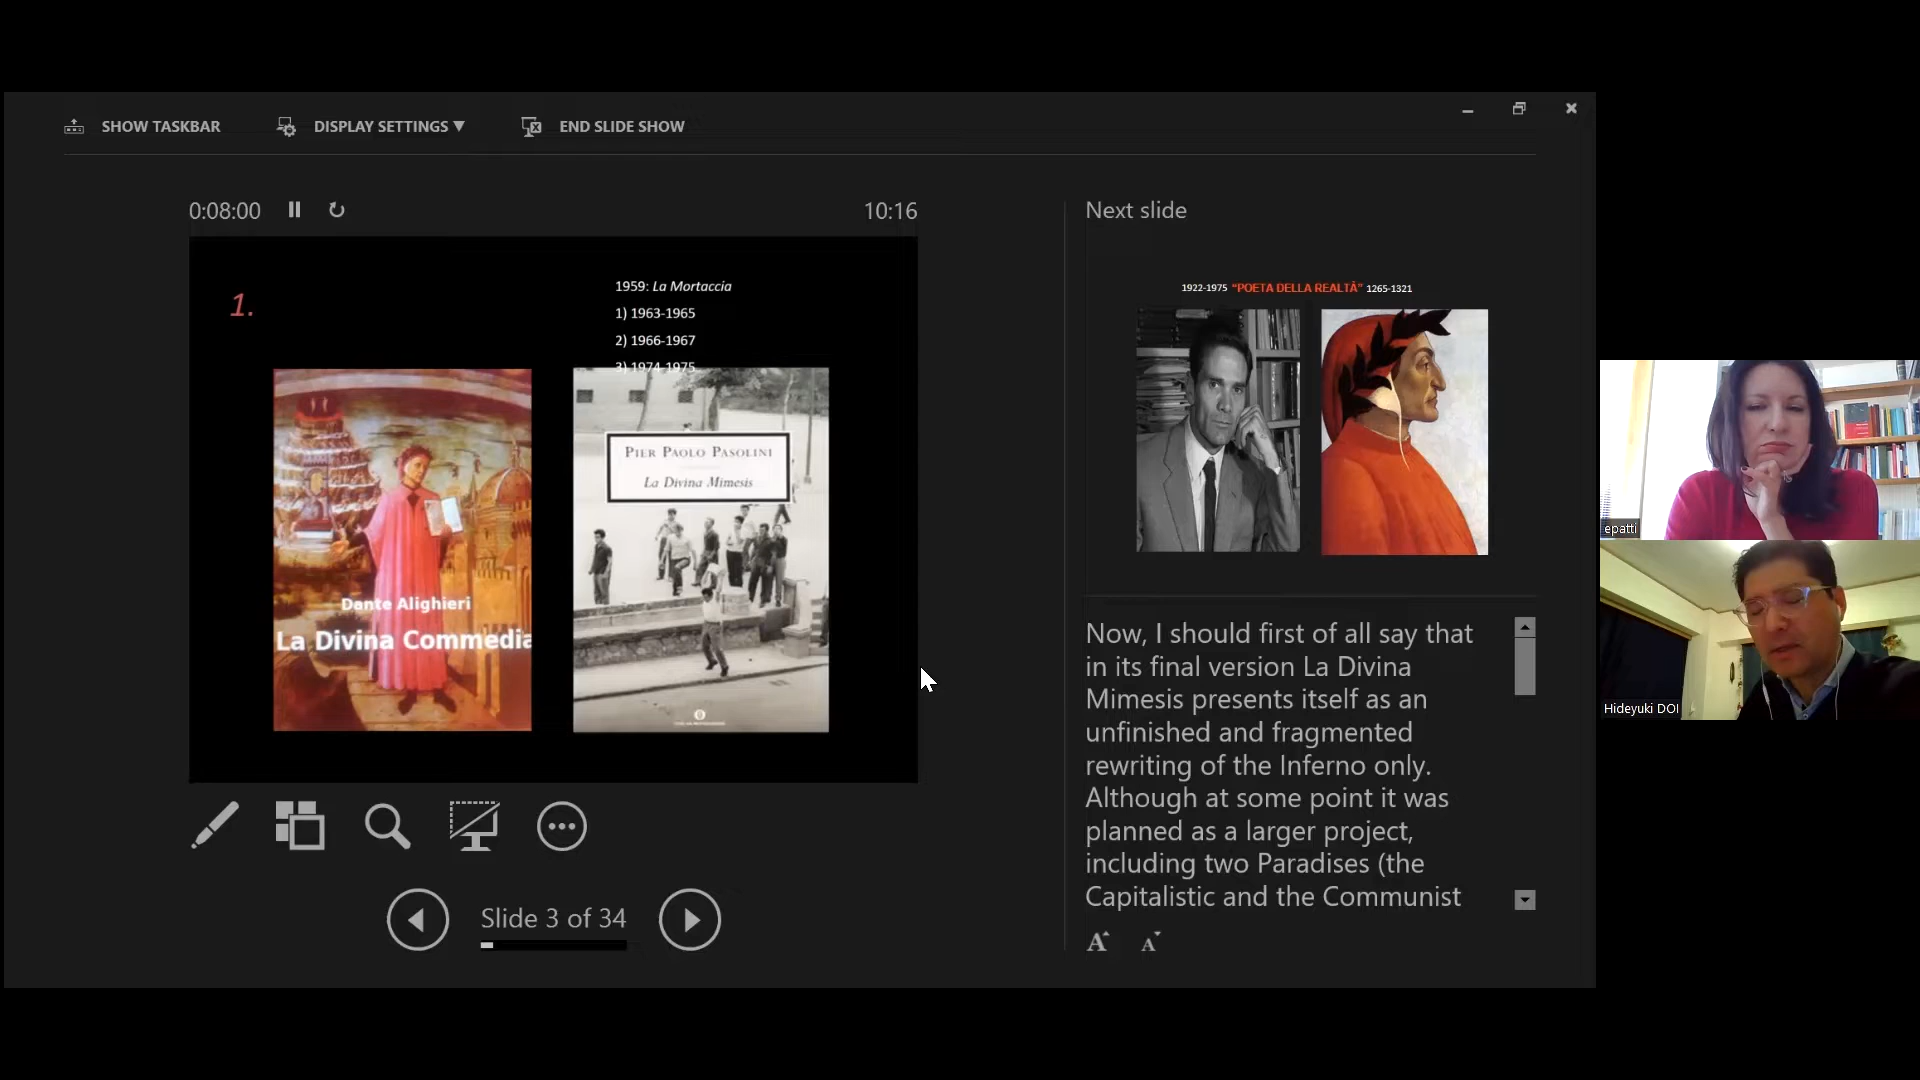 SHOW TASKBAR
DISPLAY SETTINGS ▼
END SLIDE SHOW
0:08:00
10:16
1.
1959: La Mortaccia
1) 1963-1965
2) 1966-1967
3) 1974-1975
Dante Alighieri
La Divina Commedia
PIER PAOLO PASOLINI
La Divina Mimesis
Slide 3 of 34
Next slide
1922-1975 "POETA DELLA REALTÀ" 1265-1321
Now, I should first of all say that
in its final version La Divina
Mimesis presents itself as an
unfinished and fragmented
rewriting of the Inferno only.
Although at some point it was
planned as a larger project,
including two Paradises (the
Capitalistic and the Communist
A A
epatti
Hideyuki DOI